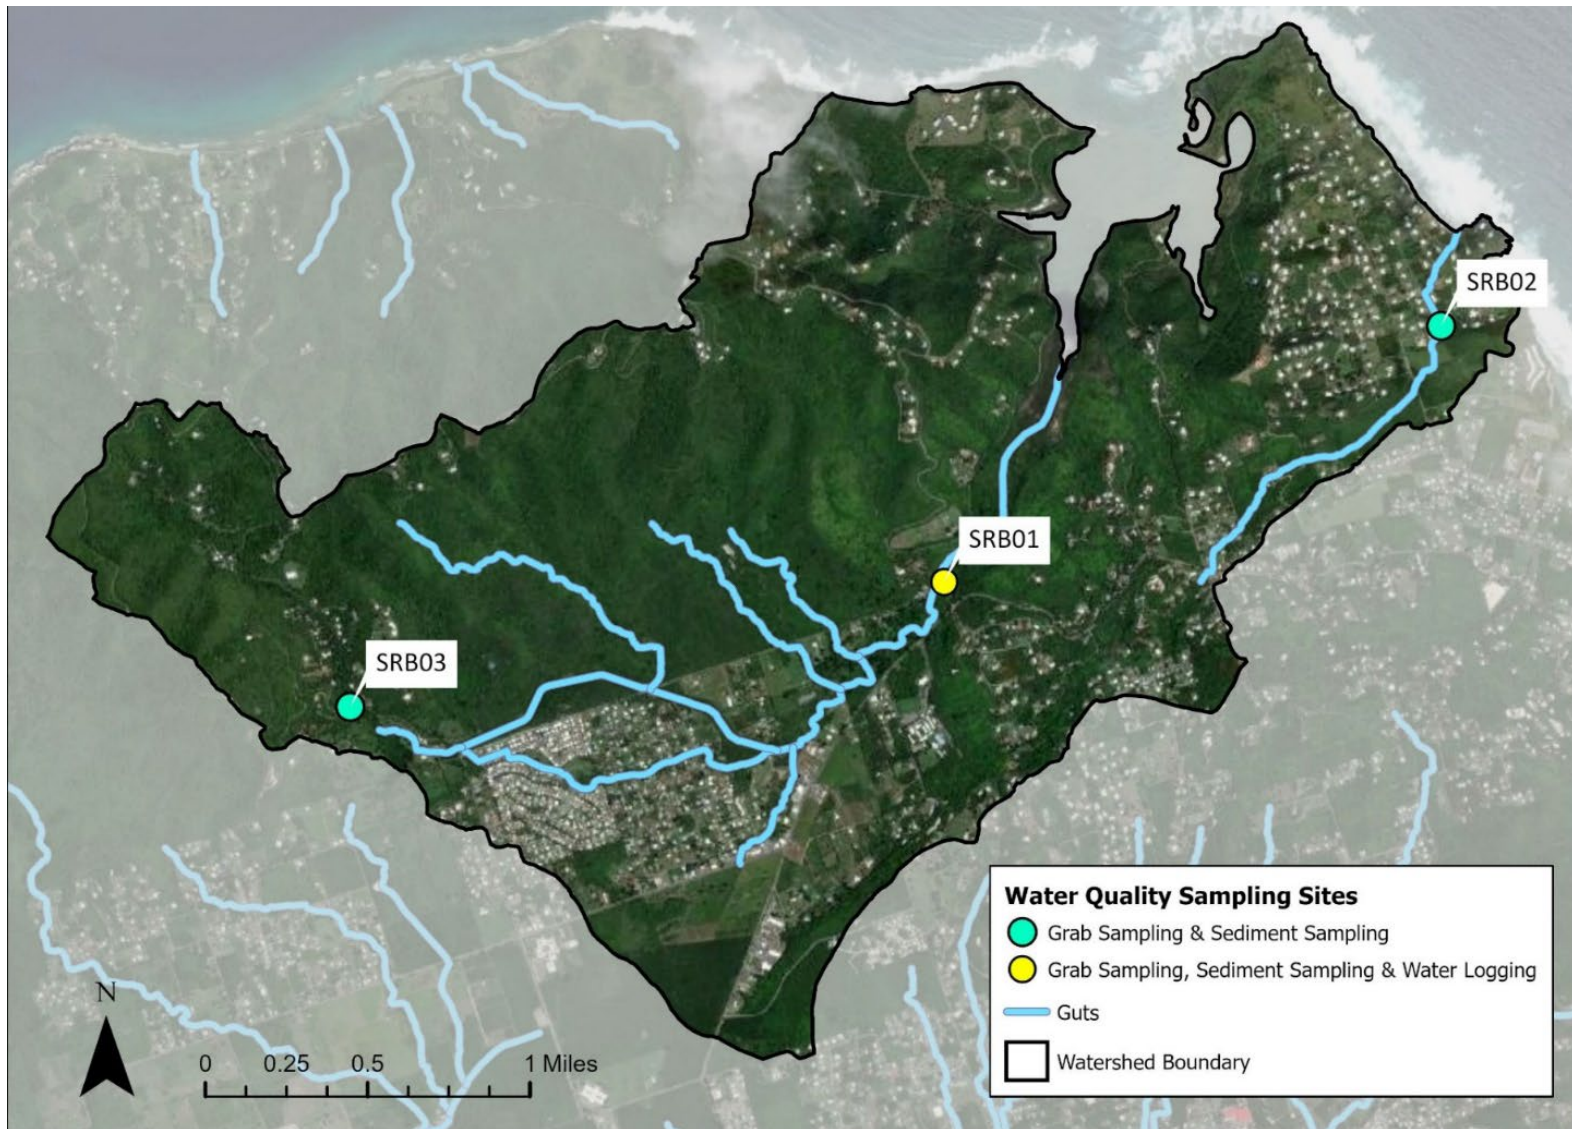 SRB02
SRB01
SRB03
Water Quality Sampling Sites
Grab Sampling & Sediment Sampling
Grab Sampling, Sediment Sampling & Water Logging
Guts
Watershed Boundary
N
0 0.25 0.5 1 Miles